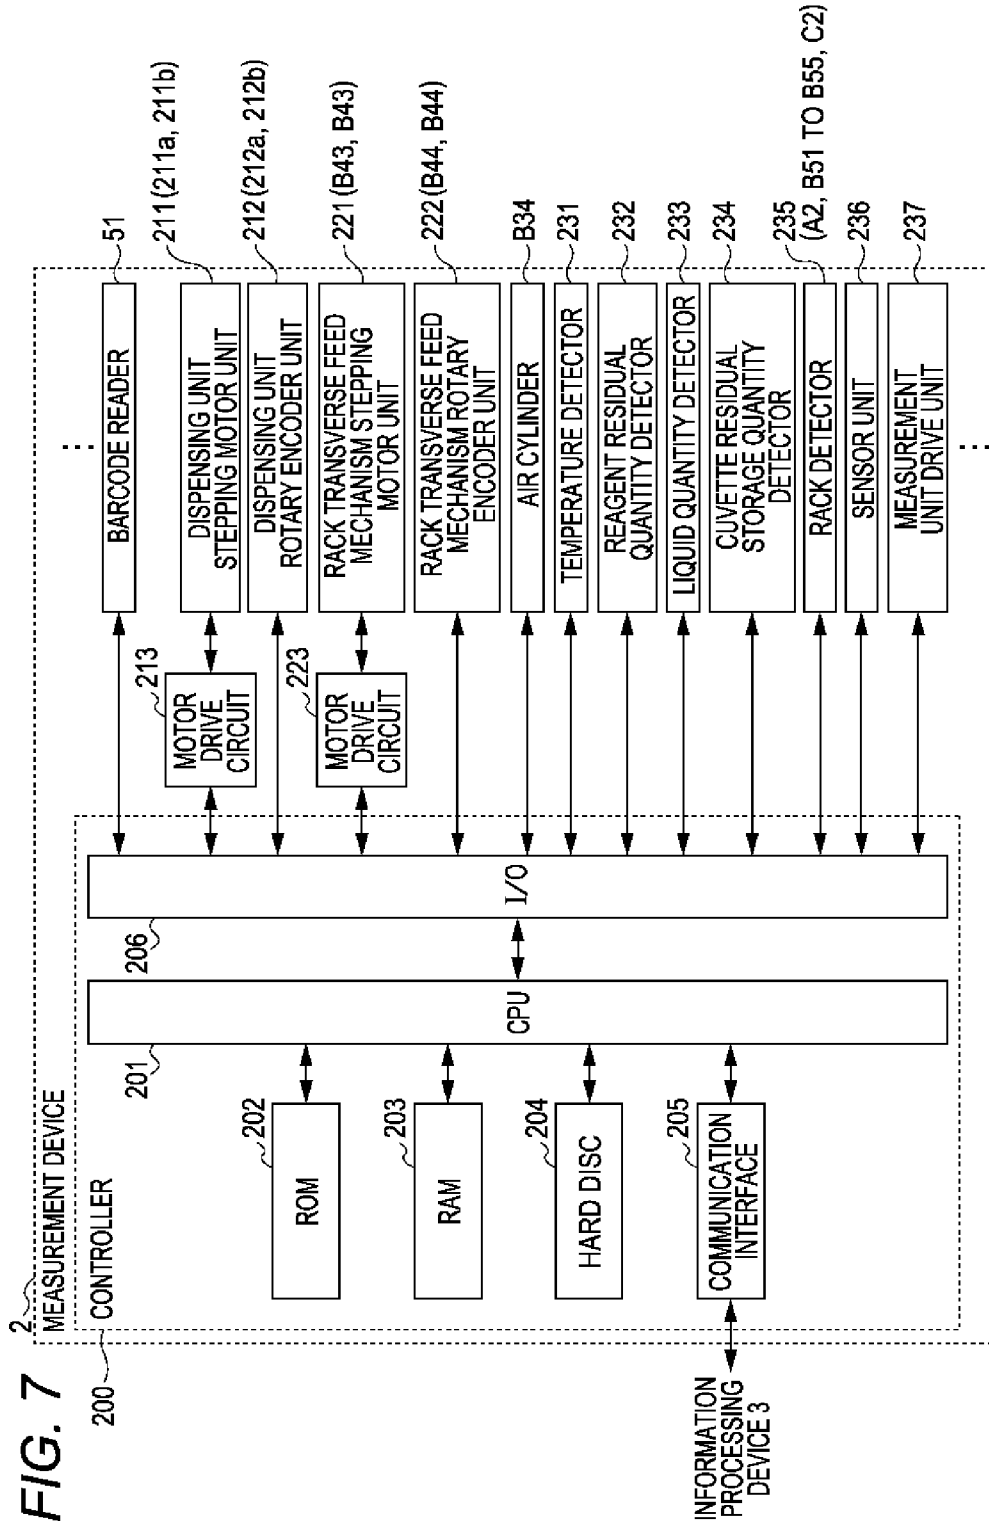 FIG. 7
2
MEASUREMENT DEVICE
200
CONTROLLER
INFORMATION
PROCESSING
DEVICE 3
202
ROM
203
RAM
204
HARD DISC
205
COMMUNICATION
INTERFACE
201
CPU
206
I/O
213
MOTOR
DRIVE
CIRCUIT
223
MOTOR
DRIVE
CIRCUIT
BARCODE READER
51
DISPENSING UNIT
STEPPING MOTOR UNIT
211 (211a, 211b)
DISPENSING UNIT
ROTARY ENCODER UNIT
212 (212a, 212b)
RACK TRANSVERSE FEED
MECHANISM STEPPING
MOTOR UNIT
221 (B43, B43)
RACK TRANSVERSE FEED
MECHANISM ROTARY
ENCODER UNIT
222 (B44, B44)
AIR CYLINDER
B34
TEMPERATURE DETECTOR
231
REAGENT RESIDUAL
QUANTITY DETECTOR
232
LIQUID QUANTITY DETECTOR
233
CUVETTE RESIDUAL
STORAGE QUANTITY
DETECTOR
234
RACK DETECTOR
235
(A2, B51 TO B55, C2)
SENSOR UNIT
236
MEASUREMENT
UNIT DRIVE UNIT
237